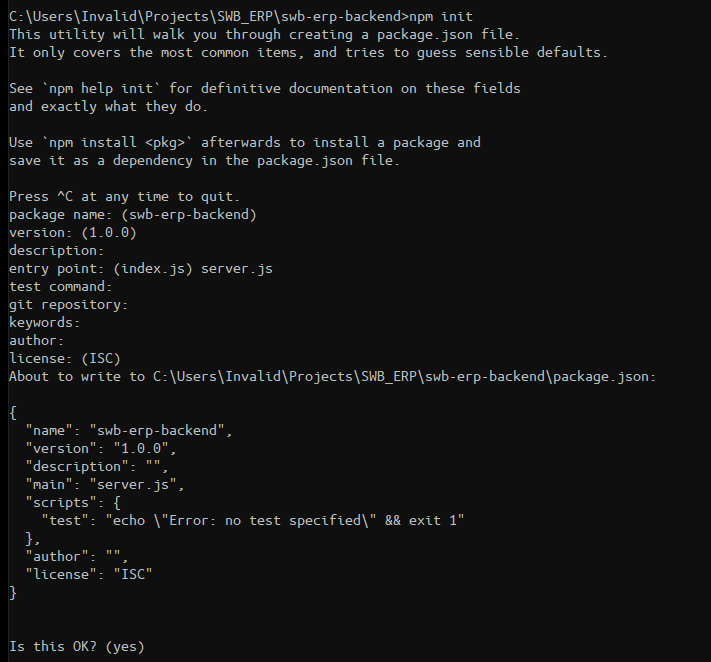 C:\Users\Invalid\Projects\SWB_ERP\swb-erp-backend>npm init
This utility will walk you through creating a package.json file.
It only covers the most common items, and tries to guess sensible defaults.

See `npm help init` for definitive documentation on these fields
and exactly what they do.

Use `npm install <pkg>` afterwards to install a package and
save it as a dependency in the package.json file.

Press ^C at any time to quit.
package name: (swb-erp-backend)
version: (1.0.0)
description:
entry point: (index.js) server.js
test command:
git repository:
keywords:
author:
license: (ISC)
About to write to C:\Users\Invalid\Projects\SWB_ERP\swb-erp-backend\package.json:

{
  "name": "swb-erp-backend",
  "version": "1.0.0",
  "description": "",
  "main": "server.js",
  "scripts": {
    "test": "echo \"Error: no test specified\" && exit 1"
  },
  "author": "",
  "license": "ISC"
}


Is this OK? (yes)